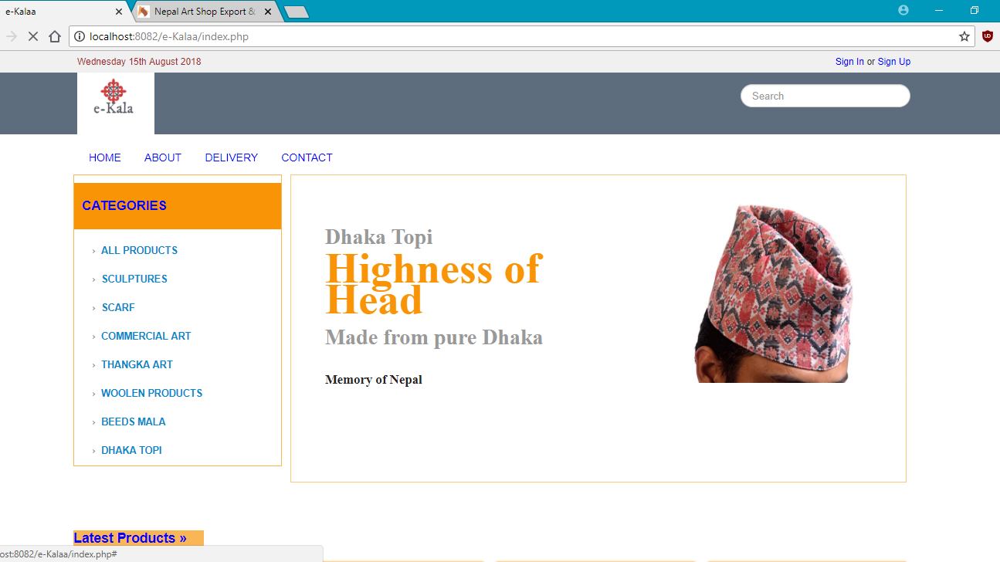 e-Kalaa
Nepal Art Shop Export &
localhost:8082/e-Kalaa/index.php
Wednesday 15th August 2018
Sign In or Sign Up
e-Kala
Search
HOME ABOUT DELIVERY CONTACT
CATEGORIES
› ALL PRODUCTS
› SCULPTURES
› SCARF
› COMMERCIAL ART
› THANGKA ART
› WOOLEN PRODUCTS
› BEEDS MALA
› DHAKA TOPI
Dhaka Topi
Highness of
Head
Made from pure Dhaka
Memory of Nepal
Latest Products »
ost:8082/e-Kalaa/index.php#